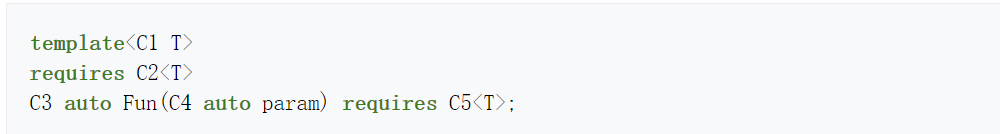 template<C1 T>
requires C2<T>
C3 auto Fun(C4 auto param) requires C5<T>;